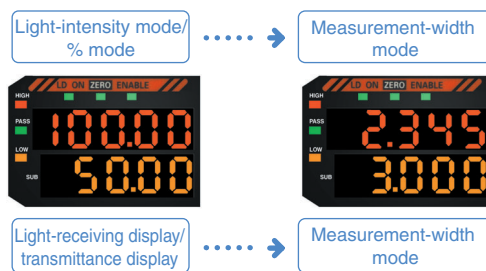 Light-intensity mode/
% mode
Measurement-width
mode
LD ON ZERO ENABLE
HIGH
PASS
LOW
100.00
SUB
50.00
LD ON ZERO ENABLE
HIGH
PASS
LOW
2.345
SUB
3.000
Light-receiving display/
transmittance display
Measurement-width
mode